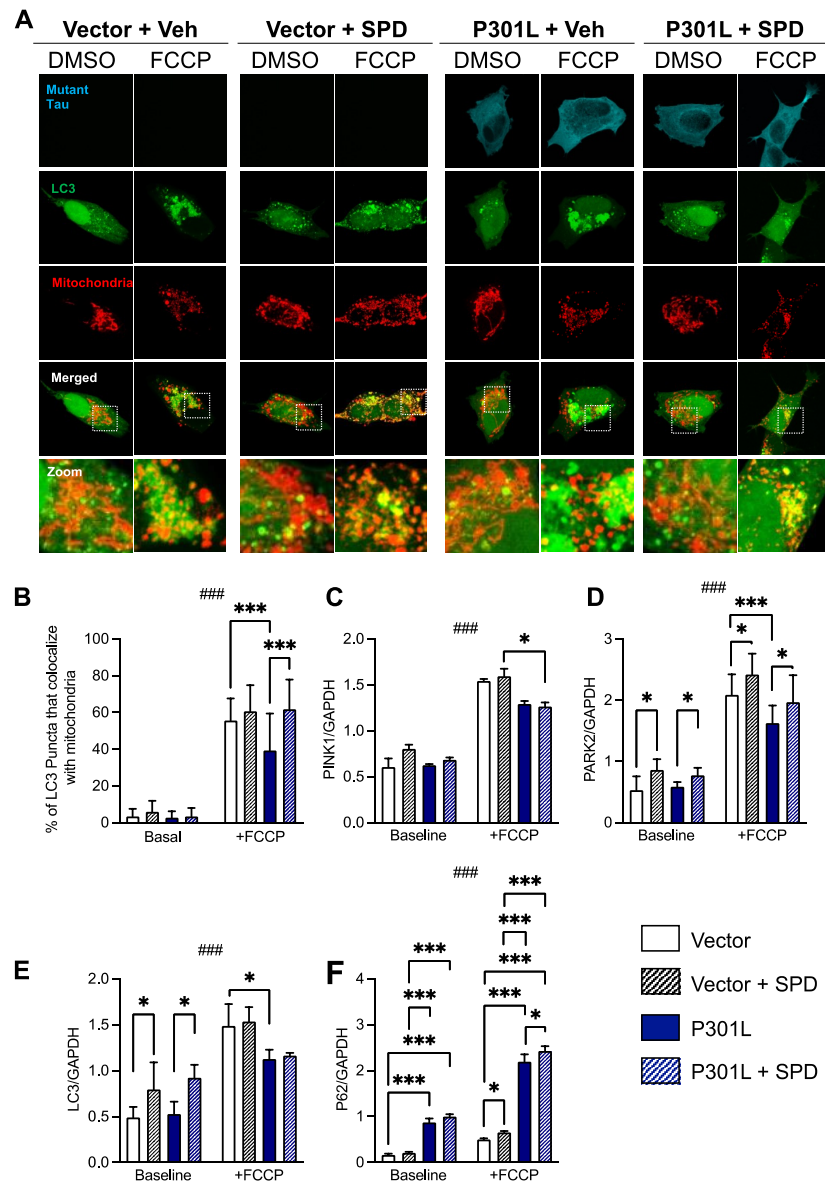 A
Vector + Veh Vector + SPD P301L + Veh P301L + SPD
DMSO FCCP DMSO FCCP DMSO FCCP DMSO FCCP
Mutant
Tau
LC3
Mitochondria
Merged
Zoom
B
###
***
***
% of LC3 Puncta that colocalize
with mitochondria
100
80
60
40
20
0
Basal +FCCP
C
###
*
PINK1/GAPDH
2.0
1.5
1.0
0.5
0.0
Baseline +FCCP
D
###
***
*
*
*
*
PARK2/GAPDH
3
2
1
0
Baseline +FCCP
E
###
*
*
*
LC3/GAPDH
2.0
1.5
1.0
0.5
0.0
Baseline +FCCP
F
###
***
***
***
***
***
***
***
***
*
*
P62/GAPDH
4
3
2
1
0
Baseline +FCCP
Vector
Vector + SPD
P301L
P301L + SPD